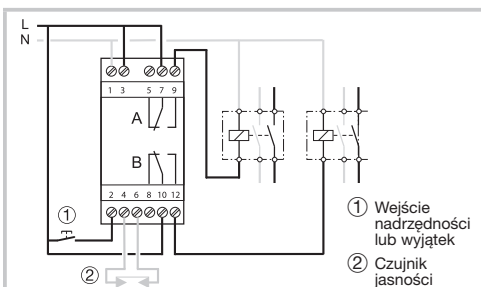 L
N
1 3 5 7 9
A
B
2 4 6 8 10 12
①
②
① Wejście
nadrzędności
lub wyjątek
② Czujnik
jasności